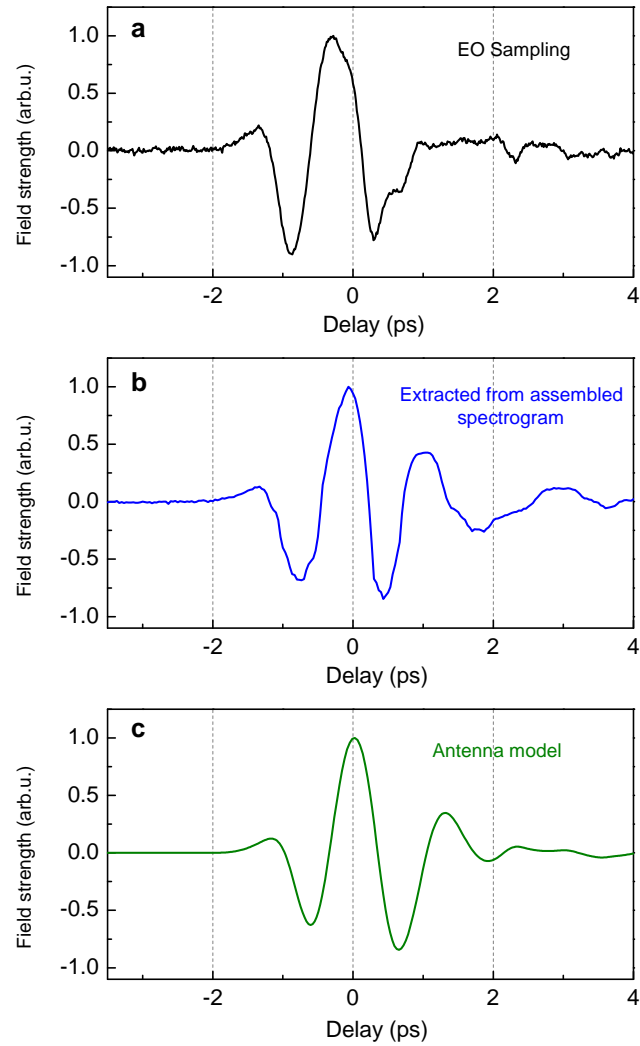 a
EO Sampling
Field strength (arb.u.)
1.0
0.5
0.0
-0.5
-1.0
-2
0
2
4
Delay (ps)
b
Extracted from assembled
spectrogram
Field strength (arb.u.)
1.0
0.5
0.0
-0.5
-1.0
-2
0
2
4
Delay (ps)
c
Antenna model
Field strength (arb.u.)
1.0
0.5
0.0
-0.5
-1.0
-2
0
2
4
Delay (ps)